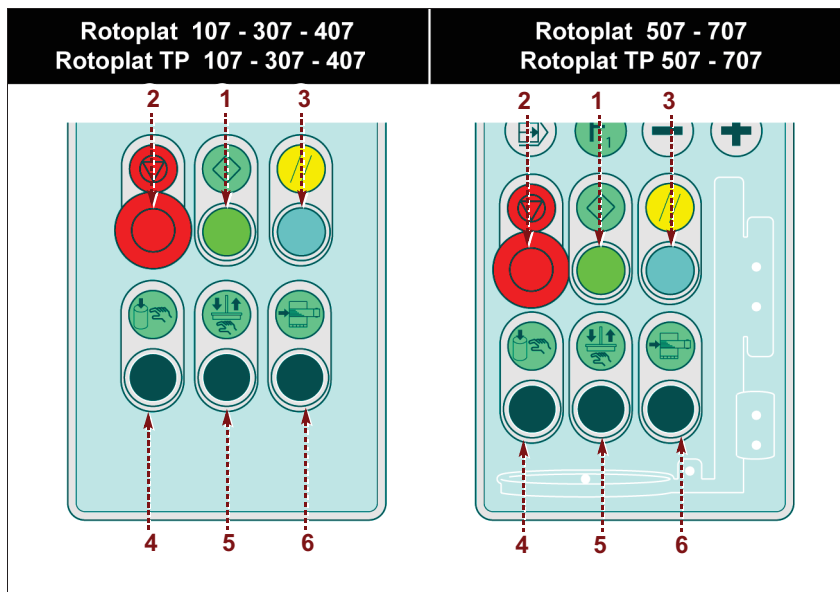 Rotoplat 107 - 307 - 407
Rotoplat TP 107 - 307 - 407
Rotoplat 507 - 707
Rotoplat TP 507 - 707
2 1 3
2 1 3
1
4 5 6
4 5 6